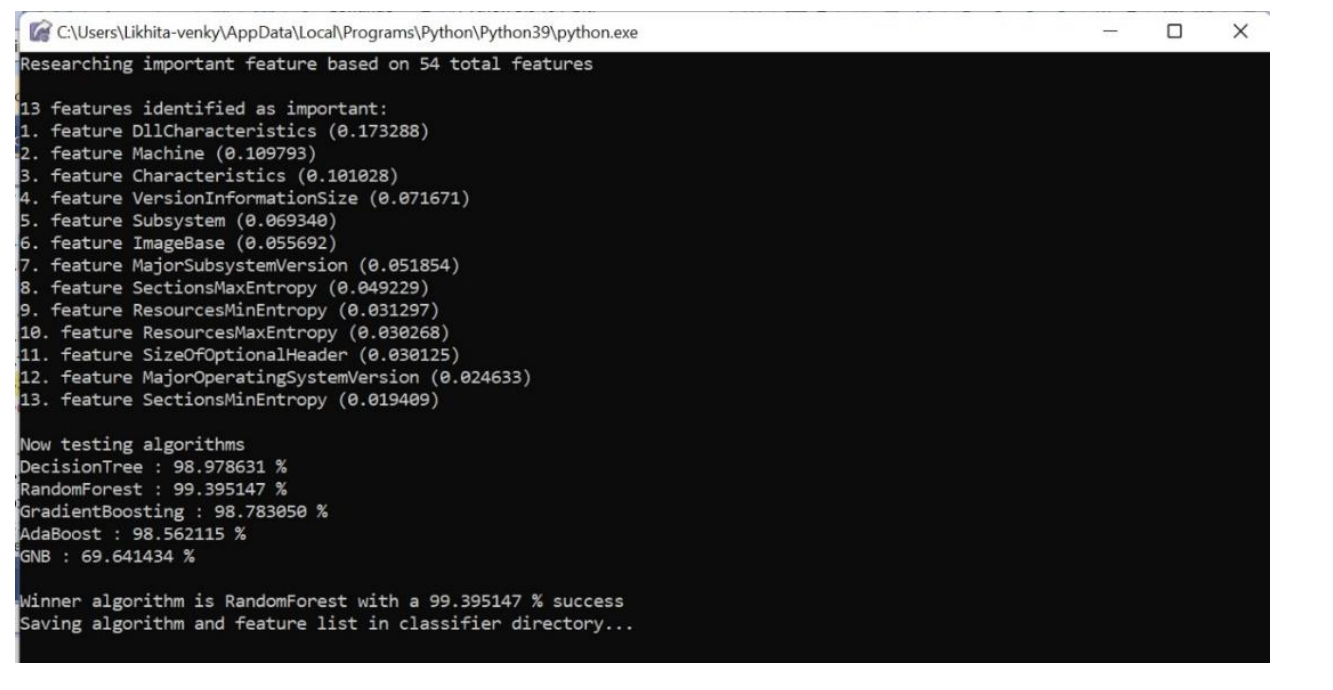 C:\Users\Likhita-venky\AppData\Local\Programs\Python\Python39\python.exe
Researching important feature based on 54 total features
13 features identified as important:
1. feature DllCharacteristics (0.173288)
2. feature Machine (0.109793)
3. feature Characteristics (0.101028)
4. feature VersionInformationSize (0.071671)
5. feature Subsystem (0.069340)
6. feature ImageBase (0.055692)
7. feature MajorSubsystemVersion (0.051854)
8. feature SectionsMaxEntropy (0.049229)
9. feature ResourcesMinEntropy (0.031297)
10. feature ResourcesMaxEntropy (0.030268)
11. feature SizeOfOptionalHeader (0.030125)
12. feature MajorOperatingSystemVersion (0.024633)
13. feature SectionsMinEntropy (0.019409)
Now testing algorithms
DecisionTree : 98.978631 %
RandomForest : 99.395147 %
GradientBoosting : 98.783050 %
AdaBoost : 98.562115 %
GNB : 69.641434 %
Winner algorithm is RandomForest with a 99.395147 % success
Saving algorithm and feature list in classifier directory...